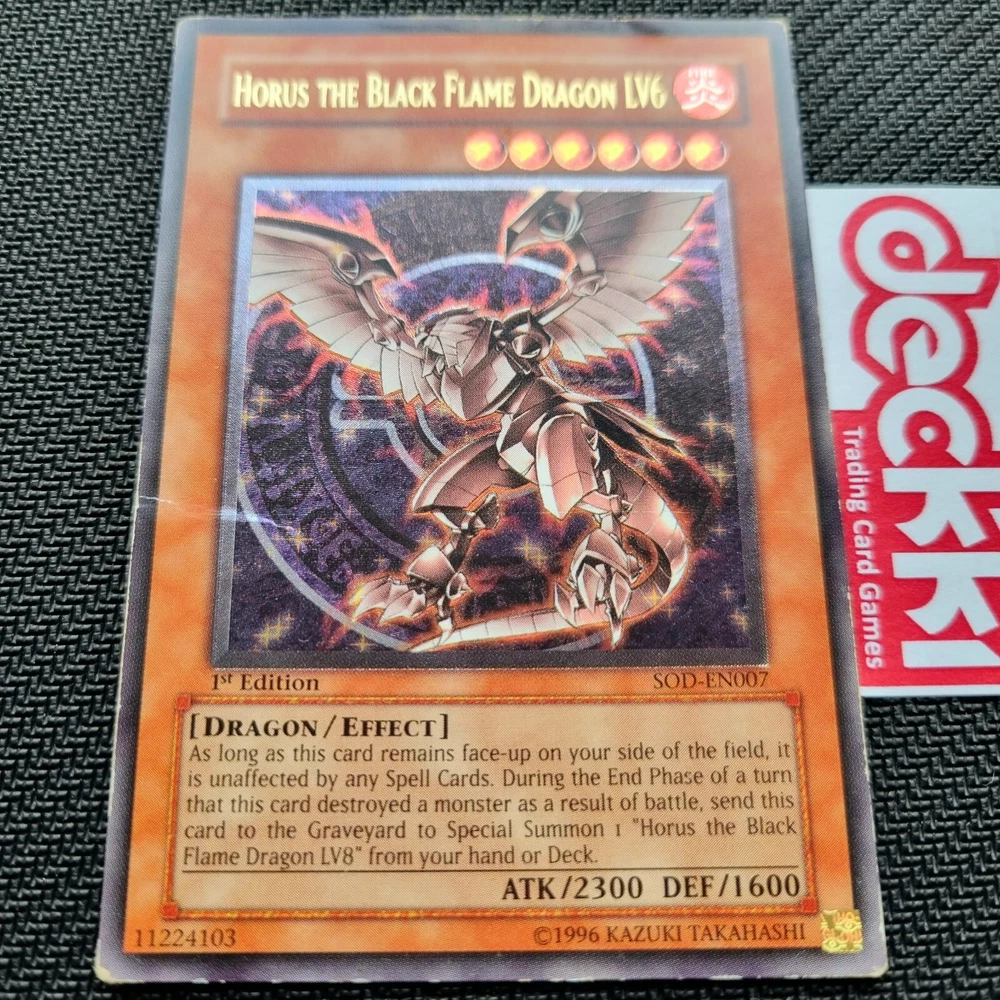 HORUS THE BLACK FLAME DRAGON LV6
FIRE
炎
1st Edition
SOD-EN007
[DRAGON/EFFECT]
As long as this card remains face-up on your side of the field, it
is unaffected by any Spell Cards. During the End Phase of a turn
that this card destroyed a monster as a result of battle, send this
card to the Graveyard to Special Summon 1 "Horus the Black
Flame Dragon LV8" from your hand or Deck.
ATK/2300 DEF/1600
11224103
©1996 KAZUKI TAKAHASHI
deckki
Trading Card Games